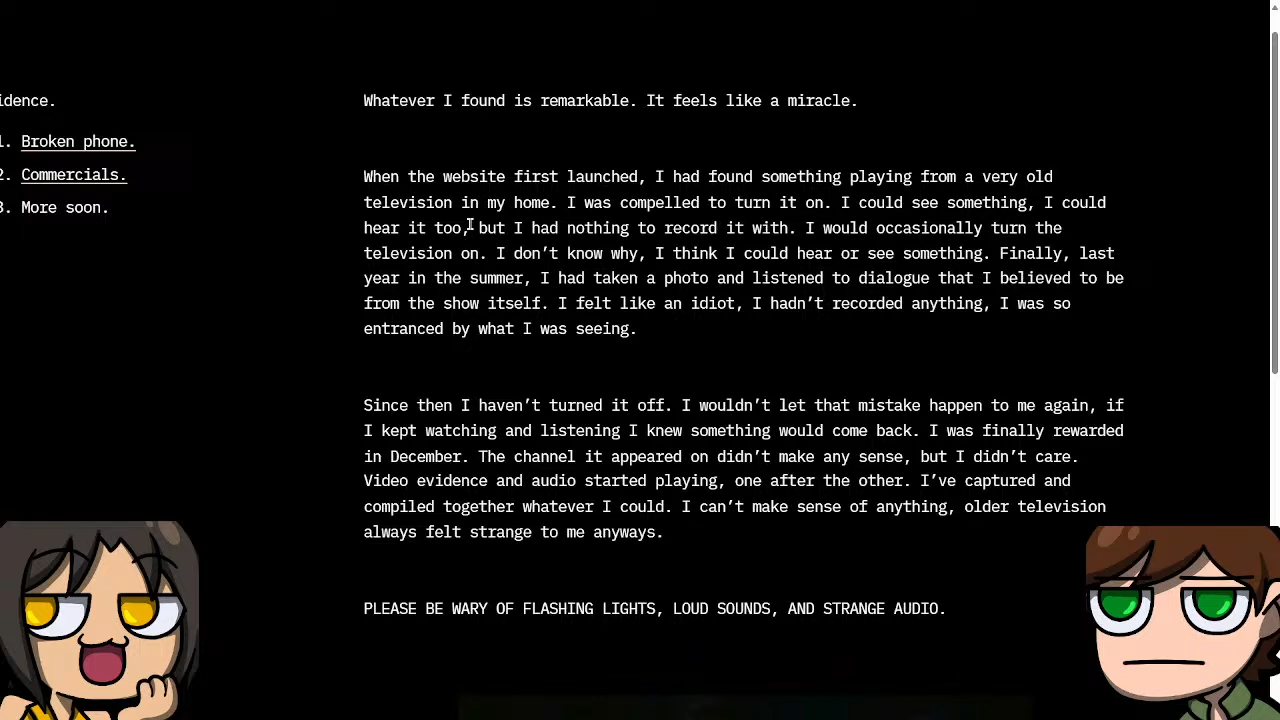 idence.
1. Broken phone.
2. Commercials.
3. More soon.
Whatever I found is remarkable. It feels like a miracle.
When the website first launched, I had found something playing from a very old
television in my home. I was compelled to turn it on. I could see something, I could
hear it too, but I had nothing to record it with. I would occasionally turn the
television on. I don’t know why, I think I could hear or see something. Finally, last
year in the summer, I had taken a photo and listened to dialogue that I believed to be
from the show itself. I felt like an idiot, I hadn’t recorded anything, I was so
entranced by what I was seeing.
Since then I haven’t turned it off. I wouldn’t let that mistake happen to me again, if
I kept watching and listening I knew something would come back. I was finally rewarded
in December. The channel it appeared on didn’t make any sense, but I didn’t care.
Video evidence and audio started playing, one after the other. I’ve captured and
compiled together whatever I could. I can’t make sense of anything, older television
always felt strange to me anyways.
PLEASE BE WARY OF FLASHING LIGHTS, LOUD SOUNDS, AND STRANGE AUDIO.